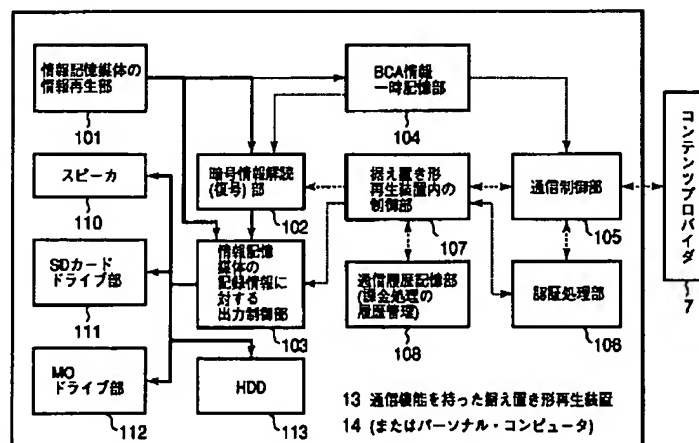 情報記憶媒体の
情報再生部
101
BCA情報
一時記憶部
104
スピーカ
110
暗号情報解読
(復号)部
102
据え置き形
再生装置内の
制御部
107
通信制御部
105
コンテンツプロバイダ
7
SDカード
ドライブ部
111
情報記憶
媒体の
記録情報に
対する
出力制御部
103
通信履歴記憶部
(課金処理の
履歴管理)
108
認証処理部
106
MO
ドライブ部
112
HDD
113
13 通信機能を持った据え置き形再生装置
14 (またはパーソナル・コンピュータ)